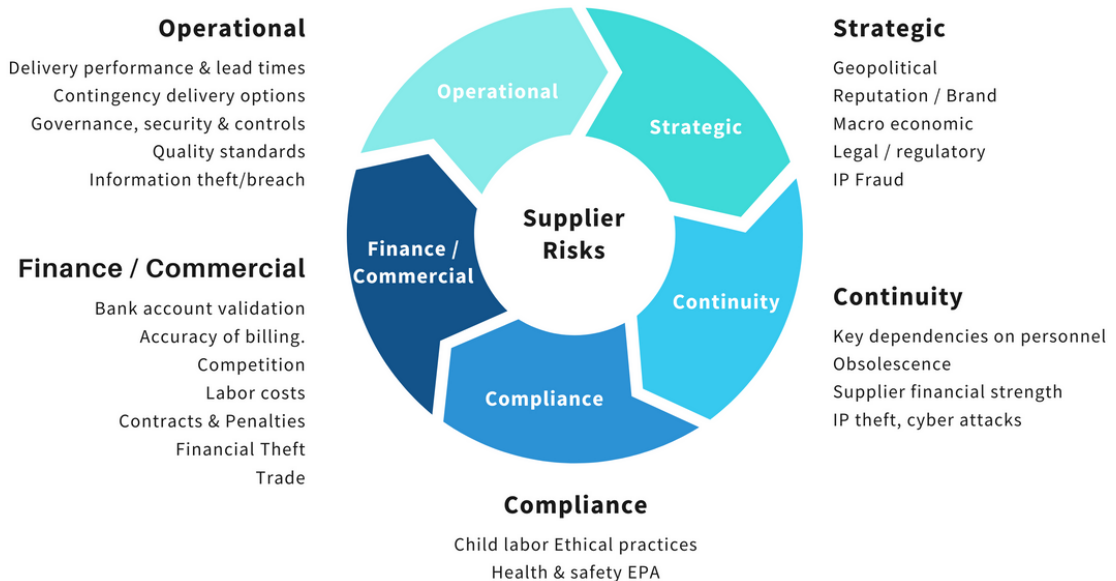 Operational
Delivery performance & lead times
Contingency delivery options
Governance, security & controls
Quality standards
Information theft/breach
Finance / Commercial
Bank account validation
Accuracy of billing.
Competition
Labor costs
Contracts & Penalties
Financial Theft
Trade
Operational
Strategic
Finance /
Commercial
Supplier
Risks
Continuity
Compliance
Strategic
Geopolitical
Reputation / Brand
Macro economic
Legal / regulatory
IP Fraud
Continuity
Key dependencies on personnel
Obsolescence
Supplier financial strength
IP theft, cyber attacks
Compliance
Child labor Ethical practices
Health & safety EPA